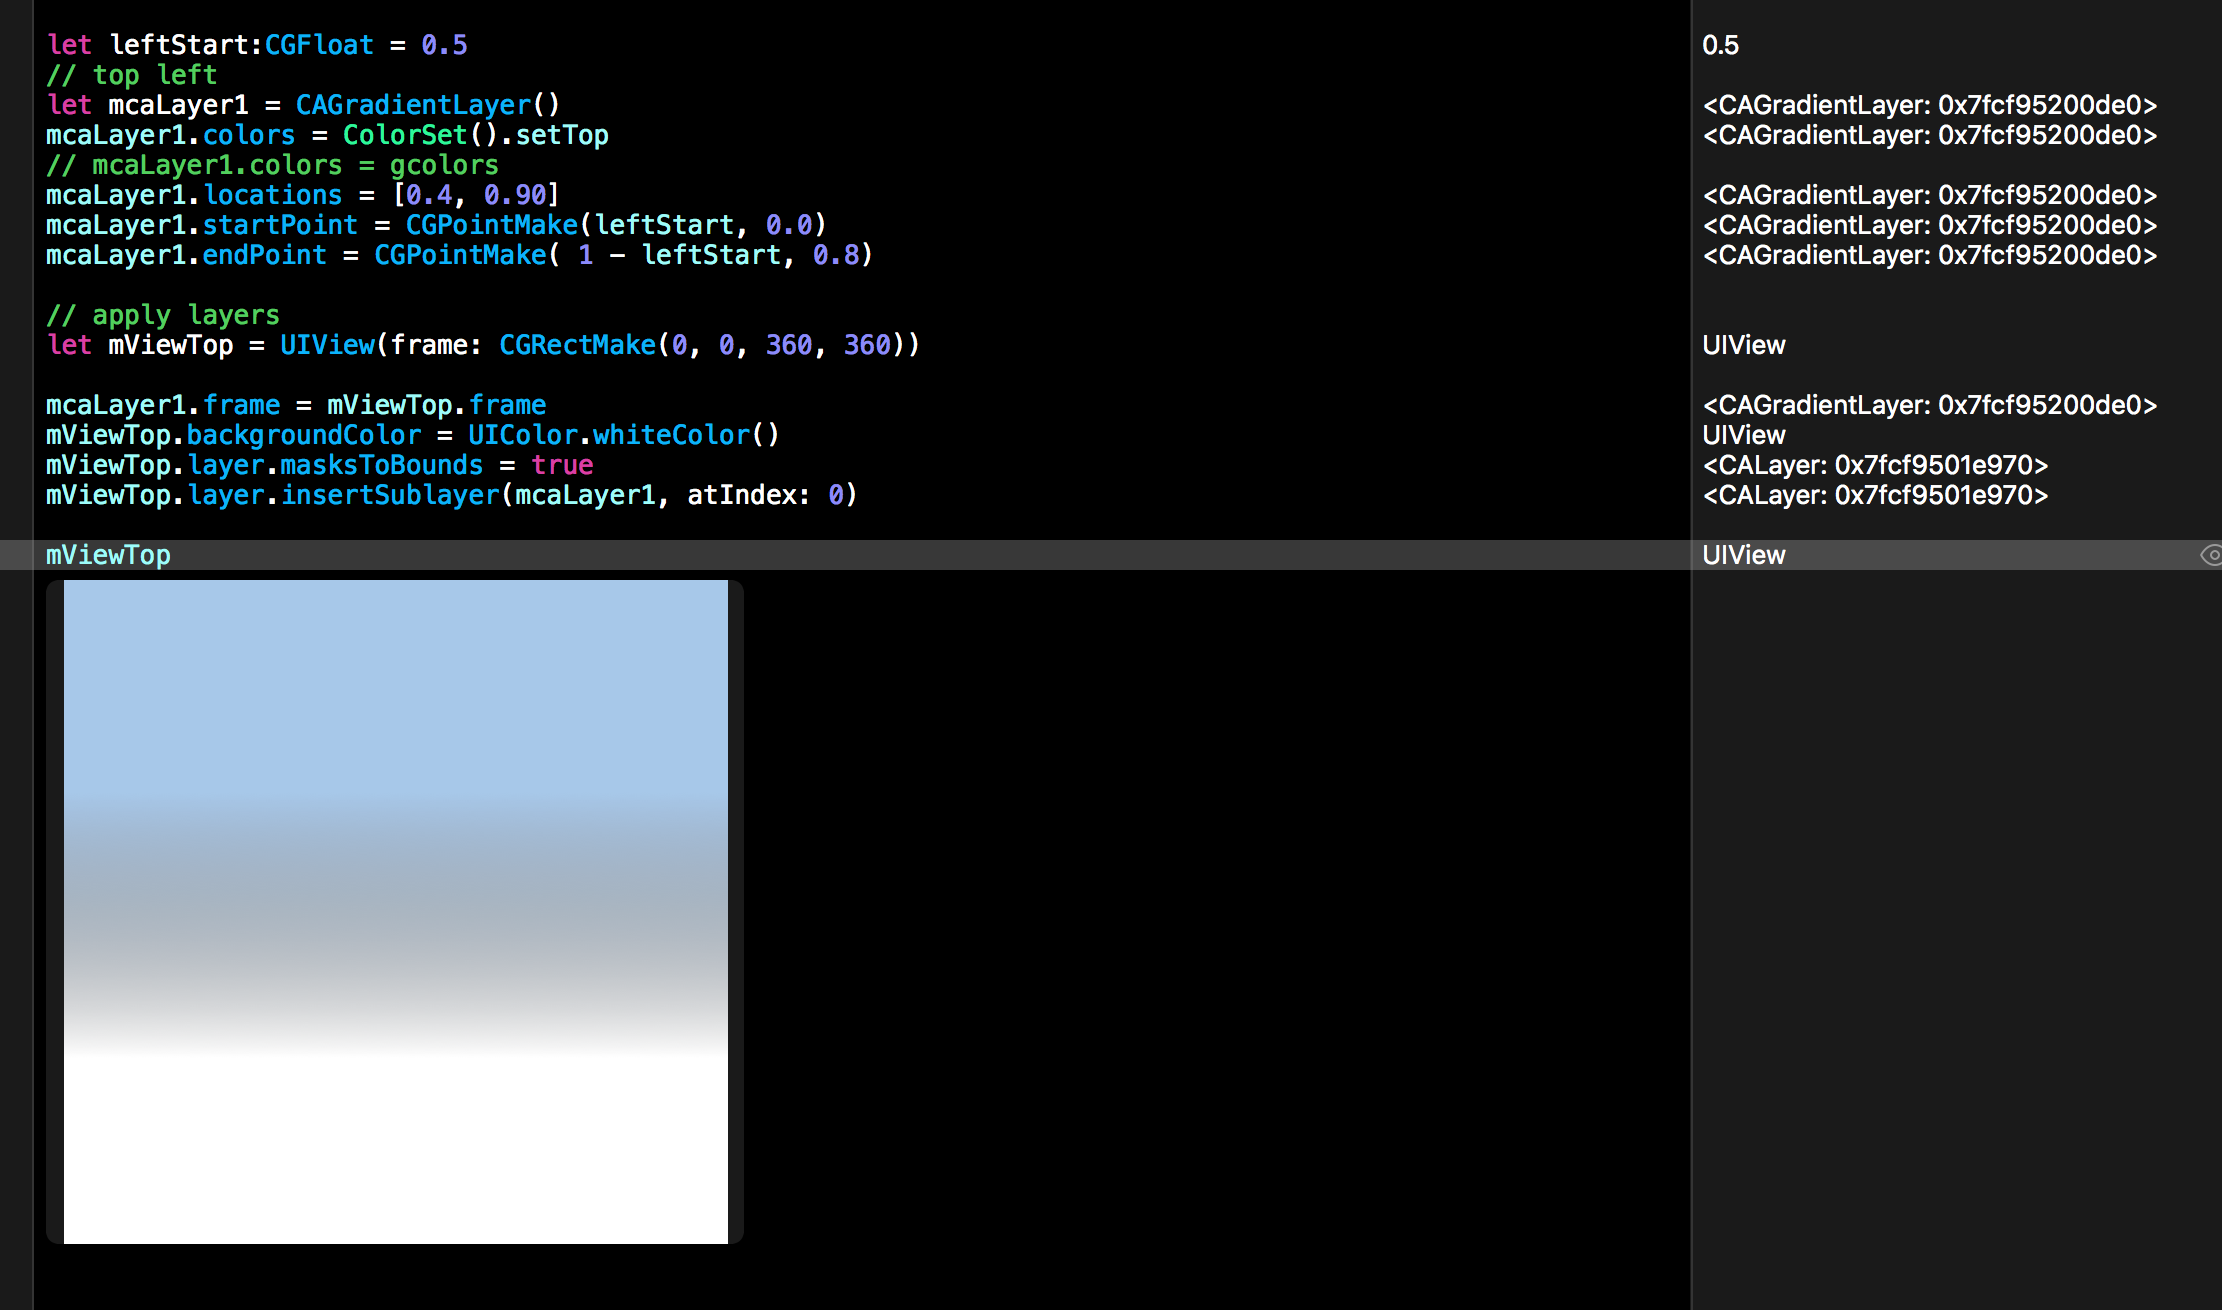 let leftStart:CGFloat = 0.5 0.5
// top left
let mcaLayer1 = CAGradientLayer() <CAGradientLayer: 0x7fcf95200de0>
mcaLayer1.colors = ColorSet().setTop <CAGradientLayer: 0x7fcf95200de0>
// mcaLayer1.colors = gcolors
mcaLayer1.locations = [0.4, 0.90] <CAGradientLayer: 0x7fcf95200de0>
mcaLayer1.startPoint = CGPointMake(leftStart, 0.0) <CAGradientLayer: 0x7fcf95200de0>
mcaLayer1.endPoint = CGPointMake( 1 - leftStart, 0.8) <CAGradientLayer: 0x7fcf95200de0>
// apply layers
let mViewTop = UIView(frame: CGRectMake(0, 0, 360, 360)) UIView
mcaLayer1.frame = mViewTop.frame <CAGradientLayer: 0x7fcf95200de0>
mViewTop.backgroundColor = UIColor.whiteColor() UIView
mViewTop.layer.masksToBounds = true <CALayer: 0x7fcf9501e970>
mViewTop.layer.insertSublayer(mcaLayer1, atIndex: 0) <CALayer: 0x7fcf9501e970>
mViewTop UIView